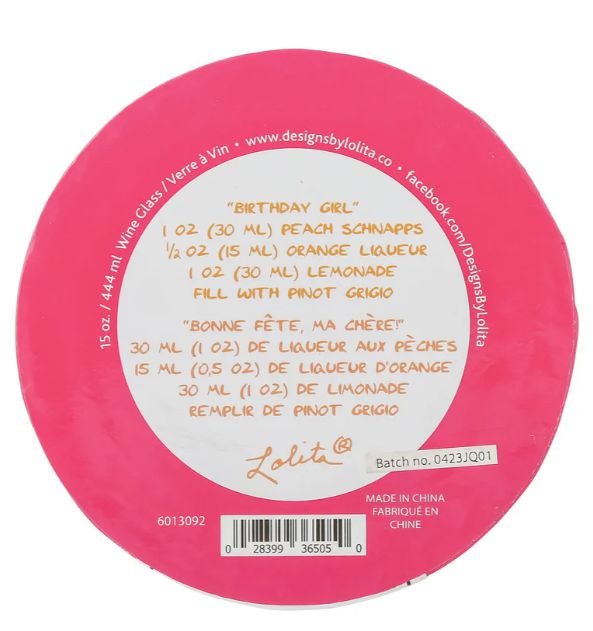 15 oz. / 444 ml Wine Glass / Verre à Vin • www.designsbylolita.co • facebook.com/DesignsByLolita
"BIRTHDAY GIRL"
1 OZ (30 ML) PEACH SCHNAPPS
½ OZ (15 ML) ORANGE LIQUEUR
1 OZ (30 ML) LEMONADE
FILL WITH PINOT GRIGIO
"BONNE FÊTE, MA CHÈRE!"
30 ML (1 OZ) DE LIQUEUR AUX PÈCHES
15 ML (0,5 OZ) DE LIQUEUR D'ORANGE
30 ML (1 OZ) DE LIMONADE
REMPLIR DE PINOT GRIGIO
Lolita®
Batch no. 0423JQ01
MADE IN CHINA
FABRIQUÉ EN
CHINE
6013092
0 28399 36505 0